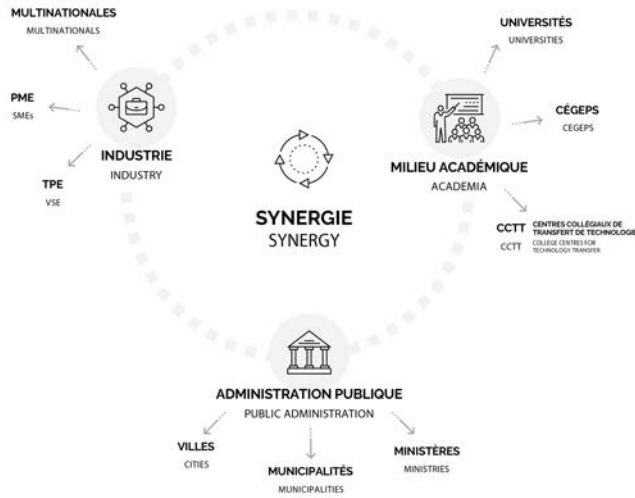 MULTINATIONALES
MULTINATIONALS
PME
SMEs
TPE
VSE
INDUSTRIE
INDUSTRY
UNIVERSITÉS
UNIVERSITIES
CÉGEPS
CEGEPS
MILIEU ACADÉMIQUE
ACADEMIA
CCTT CENTRES COLLÉGIAUX DE
TRANSFERT DE TECHNOLOGIE
CCTT COLLEGE CENTRES FOR
TECHNOLOGY TRANSFER
SYNERGIE
SYNERGY
ADMINISTRATION PUBLIQUE
PUBLIC ADMINISTRATION
VILLES
CITIES
MUNICIPALITÉS
MUNICIPALITIES
MINISTÈRES
MINISTRIES